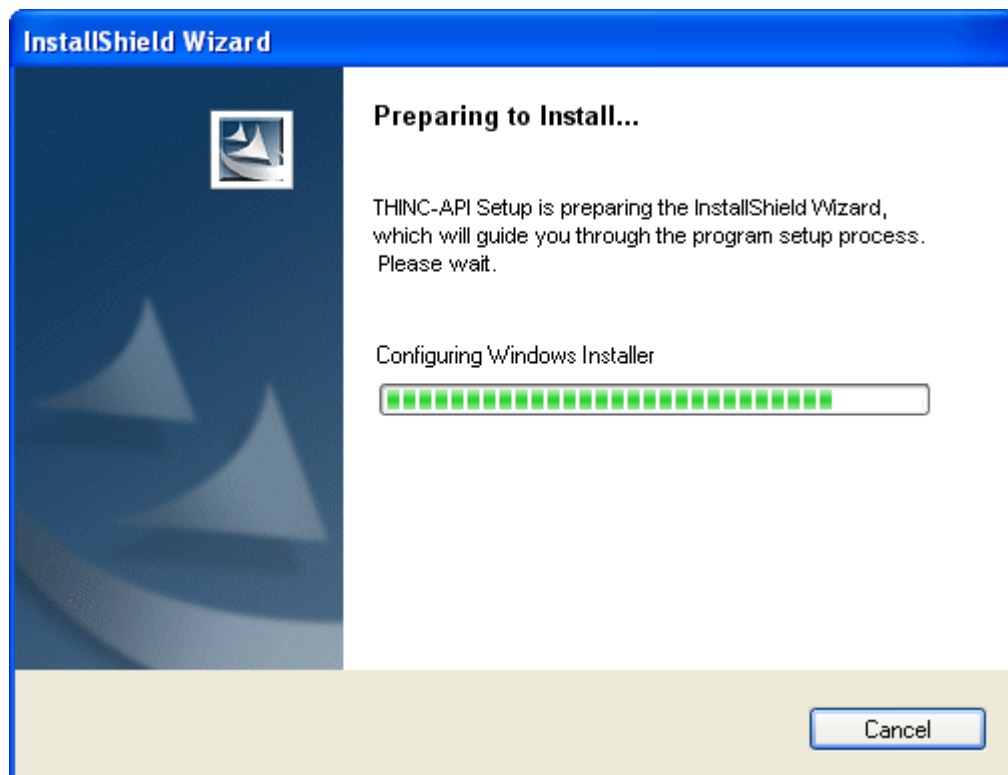 InstallShield Wizard
Preparing to Install...
THINC-API Setup is preparing the InstallShield Wizard,
which will guide you through the program setup process.
Please wait.
Configuring Windows Installer
Cancel